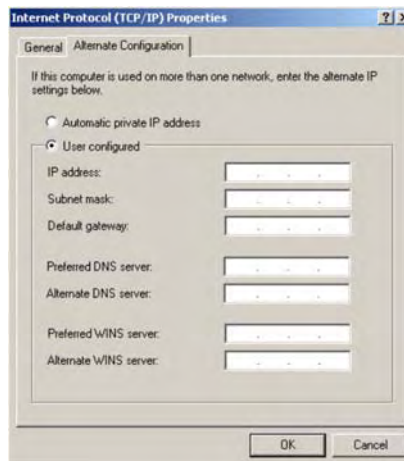 Internet Protocol (TCP/IP) Properties
General Alternate Configuration
If this computer is used on more than one network, enter the alternate IP
settings below.
Automatic private IP address
User configured
IP address:
Subnet mask:
Default gateway:
Preferred DNS server:
Alternate DNS server:
Preferred WINS server:
Alternate WINS server:
OK Cancel